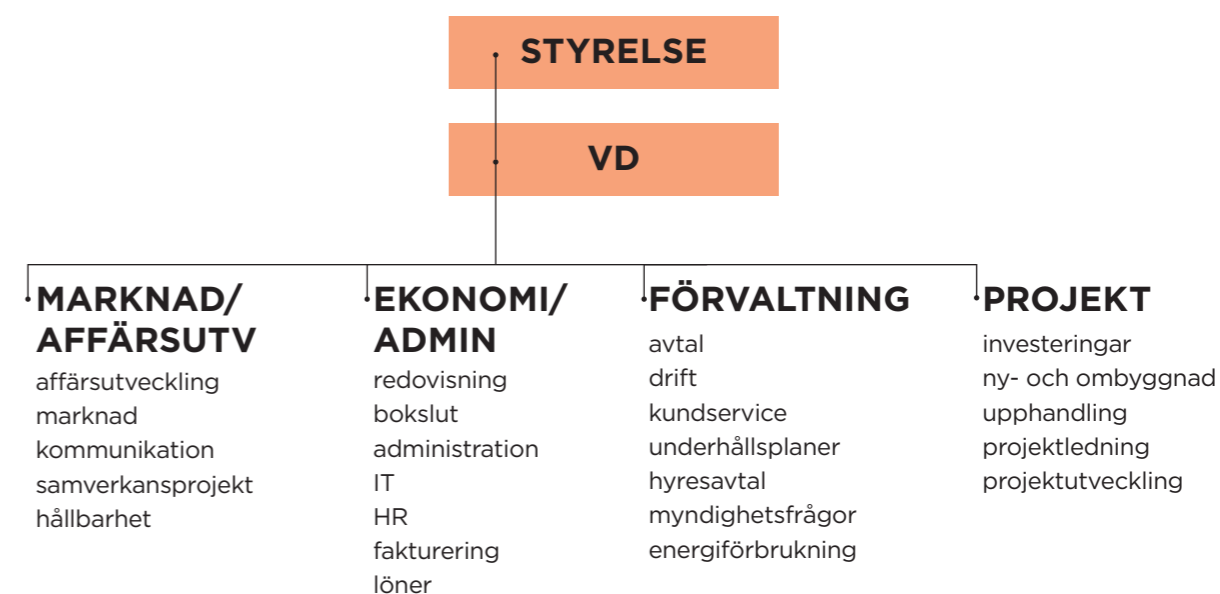 STYRELSE
VD
MARKNAD/
AFFÄRSUTV
affärsutveckling
marknad
kommunikation
samverkansprojekt
hållbarhet
EKONOMI/
ADMIN
redovisning
bokslut
administration
IT
HR
fakturering
löner
FÖRVALTNING
avtal
drift
kundservice
underhållsplaner
hyresavtal
myndighetsfrågor
energiförbrukning
PROJEKT
investeringar
ny- och ombyggnad
upphandling
projektledning
projektutveckling